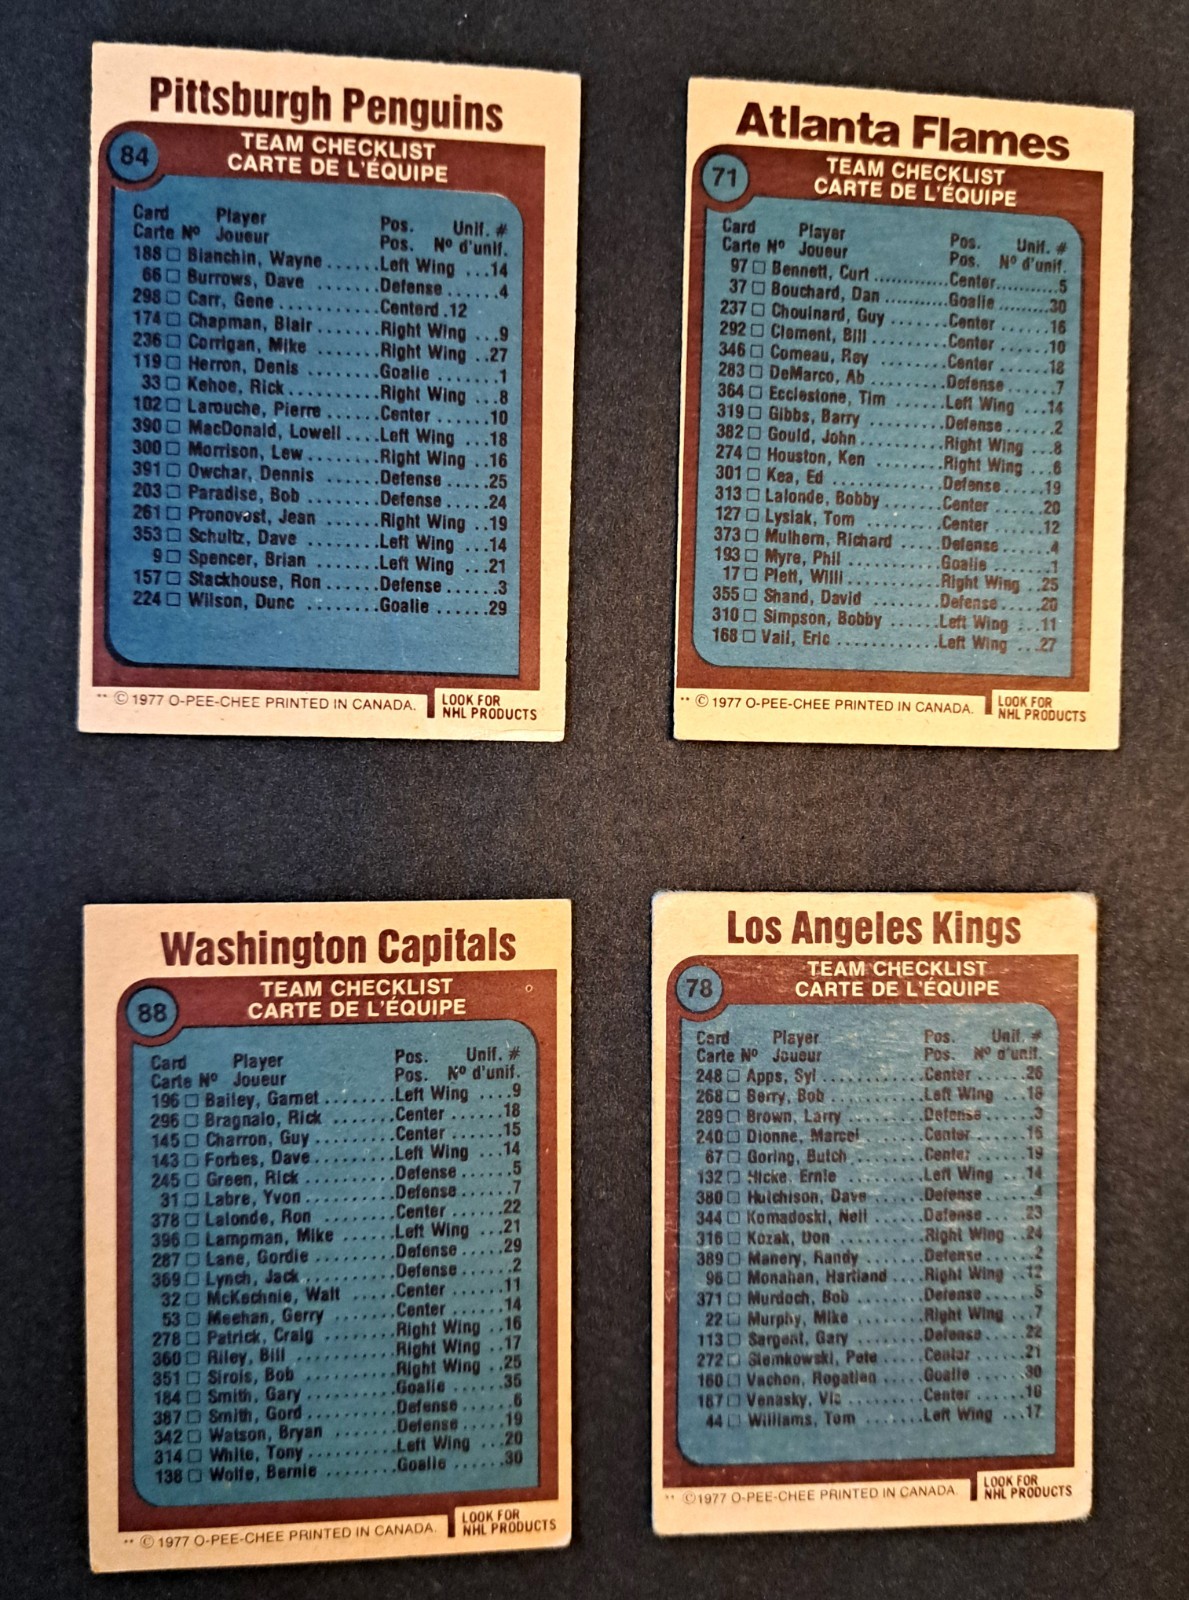 Pittsburgh Penguins
84
TEAM CHECKLIST
CARTE DE L'ÉQUIPE
Card Player Pos. Unif. #
Carte Nº Joueur Pos. Nº d'unif.
188 □ Bianchin, Wayne ......Left Wing ...14
66 □ Burrows, Dave ........Defense ......4
298 □ Carr, Gene ...........Centerd .12
174 □ Chapman, Blair .......Right Wing ...9
236 □ Corrigan, Mike .......Right Wing ..27
119 □ Herron, Denis ........Goalie .......1
33 □ Kehoe, Rick...........Right Wing ...8
102 □ Larouche, Pierre .....Center ......10
390 □ MacDonald, Lowell ....Left Wing ...18
300 □ Morrison, Lew.........Right Wing ..16
391 □ Owchar, Dennis .......Defense .....25
203 □ Paradise, Bob ........Defense .....24
261 □ Pronovost, Jean ......Right Wing ..19
353 □ Schultz, Dave ........Left Wing ...14
9 □ Spencer, Brian .......Left Wing ...21
157 □ Stackhouse, Ron ......Defense ......3
224 □ Wilson, Dunc .........Goalie ......29
** © 1977 O-PEE-CHEE PRINTED IN CANADA.
LOOK FOR
NHL PRODUCTS
Atlanta Flames
71
TEAM CHECKLIST
CARTE DE L'ÉQUIPE
Card Player Pos. Unif. #
Carte Nº Joueur Pos. Nº d'unif.
97 □ Bennett, Curt ............Center..........5
37 □ Bouchard, Dan ............Goalie .........30
237 □ Chouinard, Guy .......Center ......16
292 □ Clement, Bill ........Center ......10
346 □ Comeau, Rey ..........Center ......18
283 □ DeMarco, Ab ..........Defense ......7
364 □ Ecclestone, Tim ......Left Wing ...14
319 □ Gibbs, Barry .........Defense ......2
382 □ Gould, John ..........Right Wing ...8
274 □ Houston, Ken .........Right Wing ...6
301 □ Kea, Ed ..............Defense .....19
313 □ Lalonde, Bobby .......Center ......20
127 □ Lysiak, Tom ..........Center ......12
373 □ Mulhern, Richard .....Defense ......4
193 □ Myre, Phil ...........Goalie .......1
17 □ Plett, Willi .........Right Wing ..25
355 □ Shand, David .........Defense .....20
310 □ Simpson, Bobby .......Left Wing ...11
168 □ Vail, Eric ...........Left Wing ...27
** © 1977 O-PEE-CHEE PRINTED IN CANADA.
LOOK FOR
NHL PRODUCTS
Washington Capitals
88
TEAM CHECKLIST
CARTE DE L'ÉQUIPE
Card Player Pos. Unif. #
Carte Nº Joueur Pos. Nº d'unif.
196 □ Bailey, Garnet ........Left Wing ....9
296 □ Bragnalo, Rick ........Center ......18
145 □ Charron, Guy ..........Center ......15
143 □ Forbes, Dave ..........Left Wing ...14
245 □ Green, Rick ...........Defense ......5
31 □ Labre, Yvon ...........Defense ......7
378 □ Lalonde, Ron ..........Center ......22
396 □ Lampman, Mike .........Left Wing ...21
287 □ Lane, Gordie ..........Defense .....29
369 □ Lynch, Jack ...........Defense ......2
32 □ McKechnie, Walt .......Center ......11
53 □ Meehan, Gerry .........Center ......14
278 □ Patrick, Craig ........Right Wing ..16
360 □ Riley, Bill ...........Right Wing ..17
351 □ Sirois, Bob ...........Right Wing ..25
184 □ Smith, Gary ...........Goalie ......35
387 □ Smith, Gord ...........Defense ......6
342 □ Watson, Bryan .........Defense .....19
314 □ White, Tony ...........Left Wing ...20
138 □ Wolfe, Bernie .........Goalie ......30
** © 1977 O-PEE-CHEE PRINTED IN CANADA.
LOOK FOR
NHL PRODUCTS
Los Angeles Kings
78
TEAM CHECKLIST
CARTE DE L'ÉQUIPE
Card Player Pos. Unif. #
Carte Nº Joueur Pos. Nº d'unif.
248 □ Apps, Syl ............Center ......26
268 □ Berry, Bob ...........Left Wing ...18
289 □ Brown, Larry .........Defense ......3
240 □ Dionne, Marcel .......Center ......16
67 □ Goring, Butch ........Center ......19
132 □ Hicke, Ernie .........Left Wing ...14
380 □ Hutchison, Dave ......Defense ......4
344 □ Komadoski, Neil ......Defense .....23
316 □ Kozak, Don ...........Right Wing ..24
389 □ Manery, Randy ........Defense ......2
96 □ Monahan, Hartland ....Right Wing ..12
371 □ Murdoch, Bob .........Defense ......5
22 □ Murphy, Mike .........Right Wing ...7
113 □ Sargent, Gary ........Defense .....22
272 □ Stemkowski, Pete .....Center ......21
160 □ Vachon, Rogatien .....Goalie ......30
187 □ Venasky, Vic .........Center ......10
44 □ Williams, Tom ........Left Wing ...17
** © 1977 O-PEE-CHEE PRINTED IN CANADA.
LOOK FOR
NHL PRODUCTS